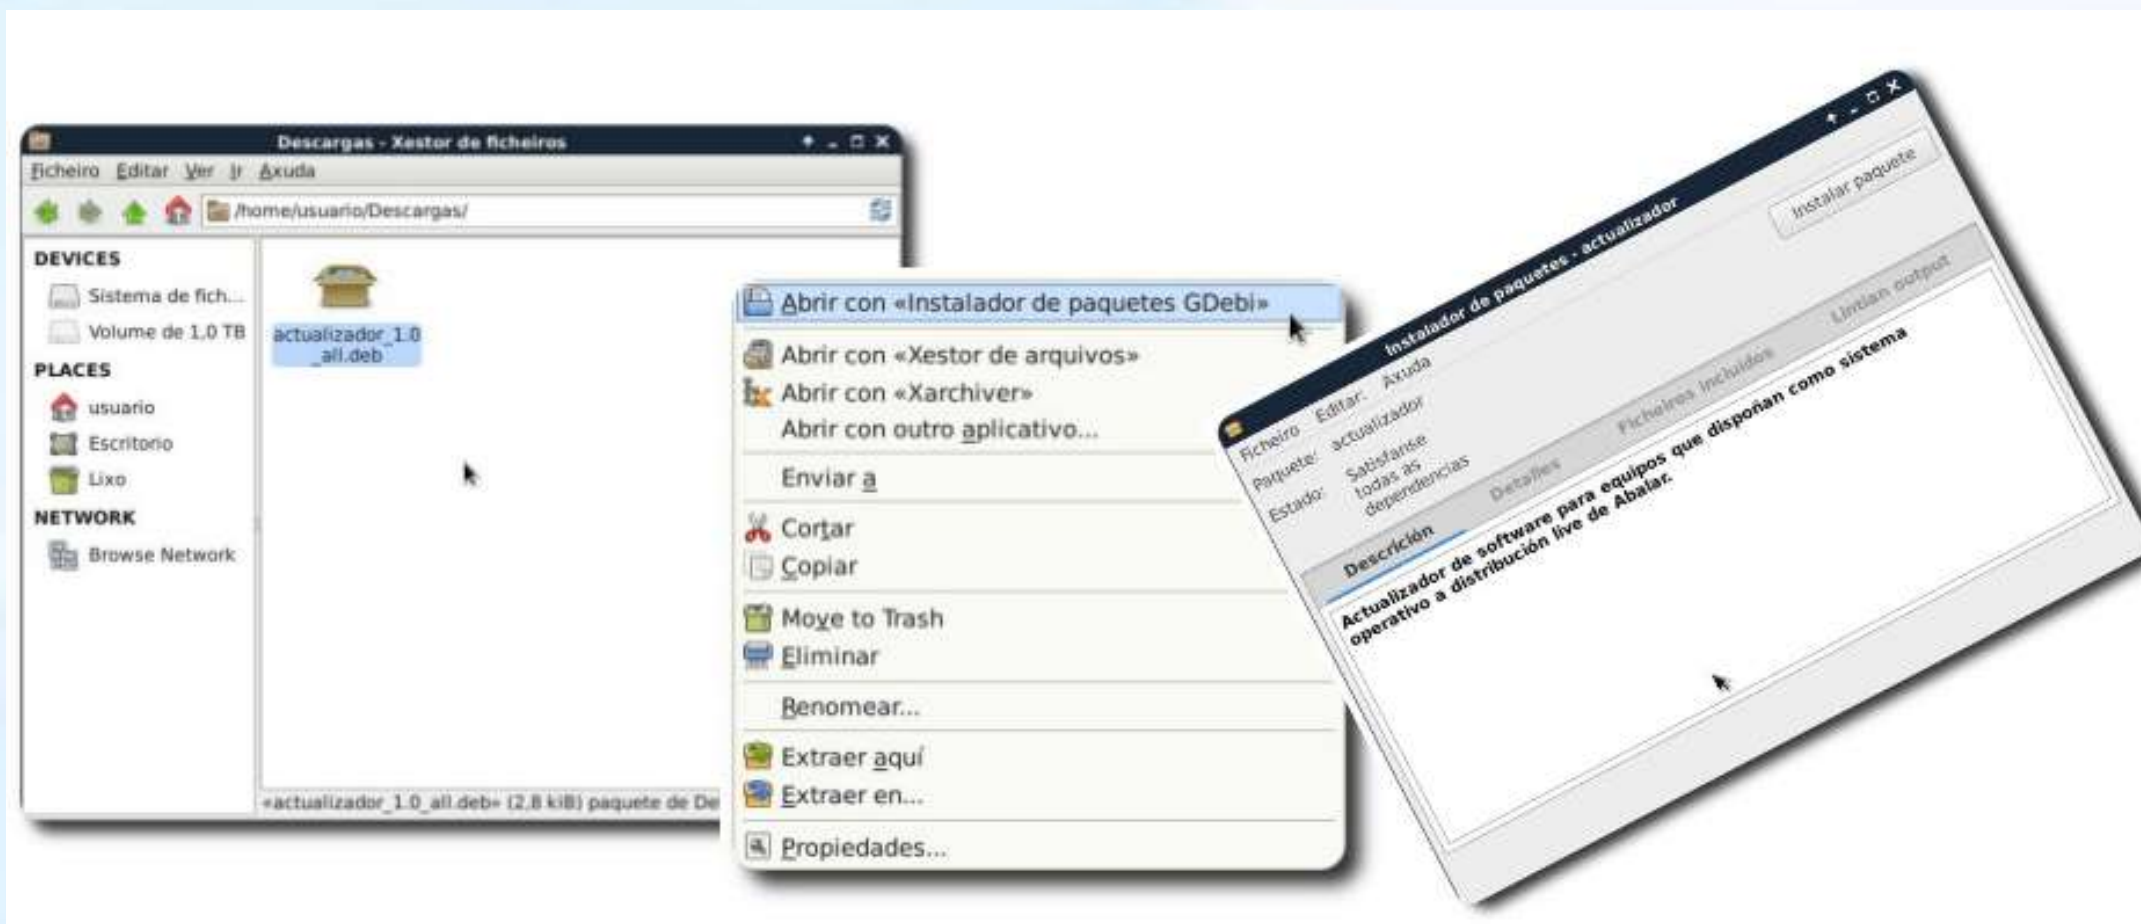 Descargas - Xestor de ficheiros
Ficheiro Editar Ver Ir Axuda
/home/usuario/Descargas/
DEVICES
Sistema de fich...
Volume de 1,0 TB
PLACES
usuario
Escritorio
Lixo
NETWORK
Browse Network
actualizador_1.0
_all.deb
«actualizador_1.0_all.deb» (2,8 kiB) paquete de De
Abrir con «Instalador de paquetes GDebi»
Abrir con «Xestor de arquivos»
Abrir con «Xarchiver»
Abrir con outro aplicativo...
Enviar a
Cortar
Copiar
Move to Trash
Eliminar
Renomear...
Extraer aquí
Extraer en...
Propiedades...
Instalador de paquetes - actualizador
Ficheiro Editar: Axuda
Paquete: actualizador
Instalar paquete
Estado: Satisfanse
todas as
dependencias
Descrición Detalles Ficheiros incluidos Lintian output
Actualizador de software para equipos que dispoñan como sistema
operativo a distribución live de Abalar.